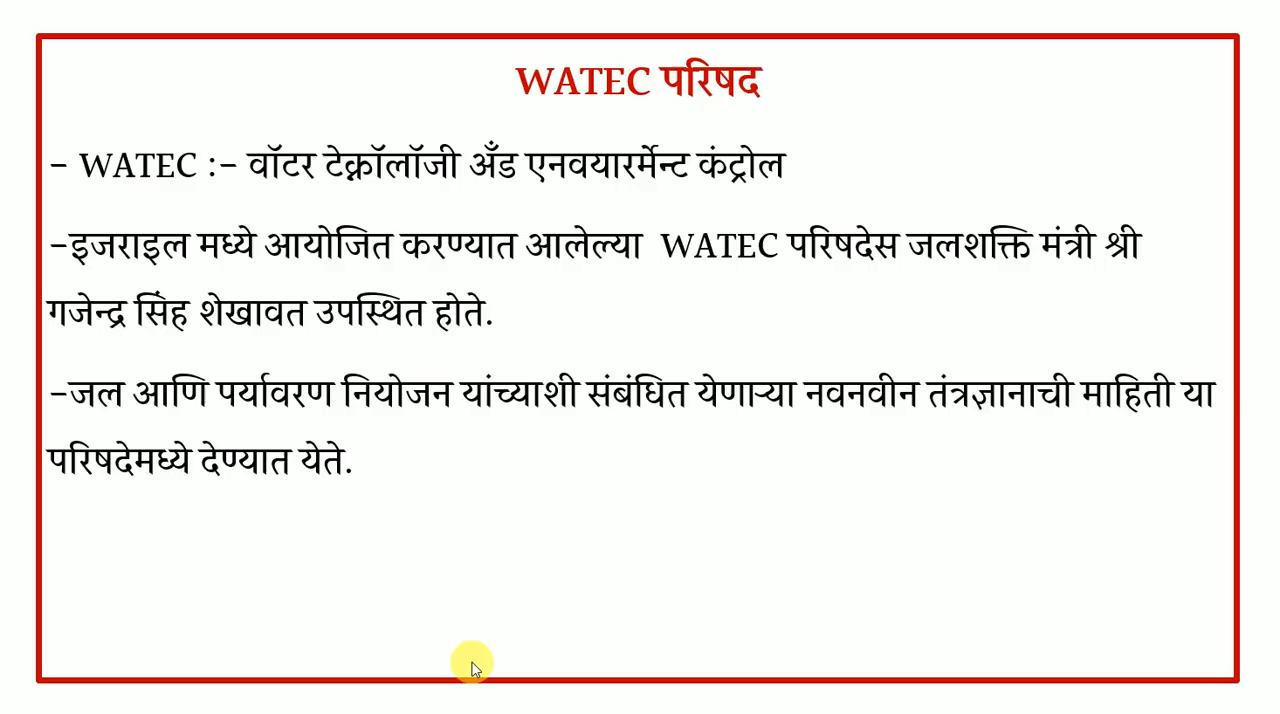 WATEC परिषद
- WATEC :- वॉटर टेक्नॉलॉजी अँड एनवयारर्मेन्ट कंट्रोल
-इजराइल मध्ये आयोजित करण्यात आलेल्या WATEC परिषदेस जलशक्ति मंत्री श्री
गजेन्द्र सिंह शेखावत उपस्थित होते.
-जल आणि पर्यावरण नियोजन यांच्याशी संबंधित येणाऱ्या नवनवीन तंत्रज्ञानाची माहिती या
परिषदेमध्ये देण्यात येते.